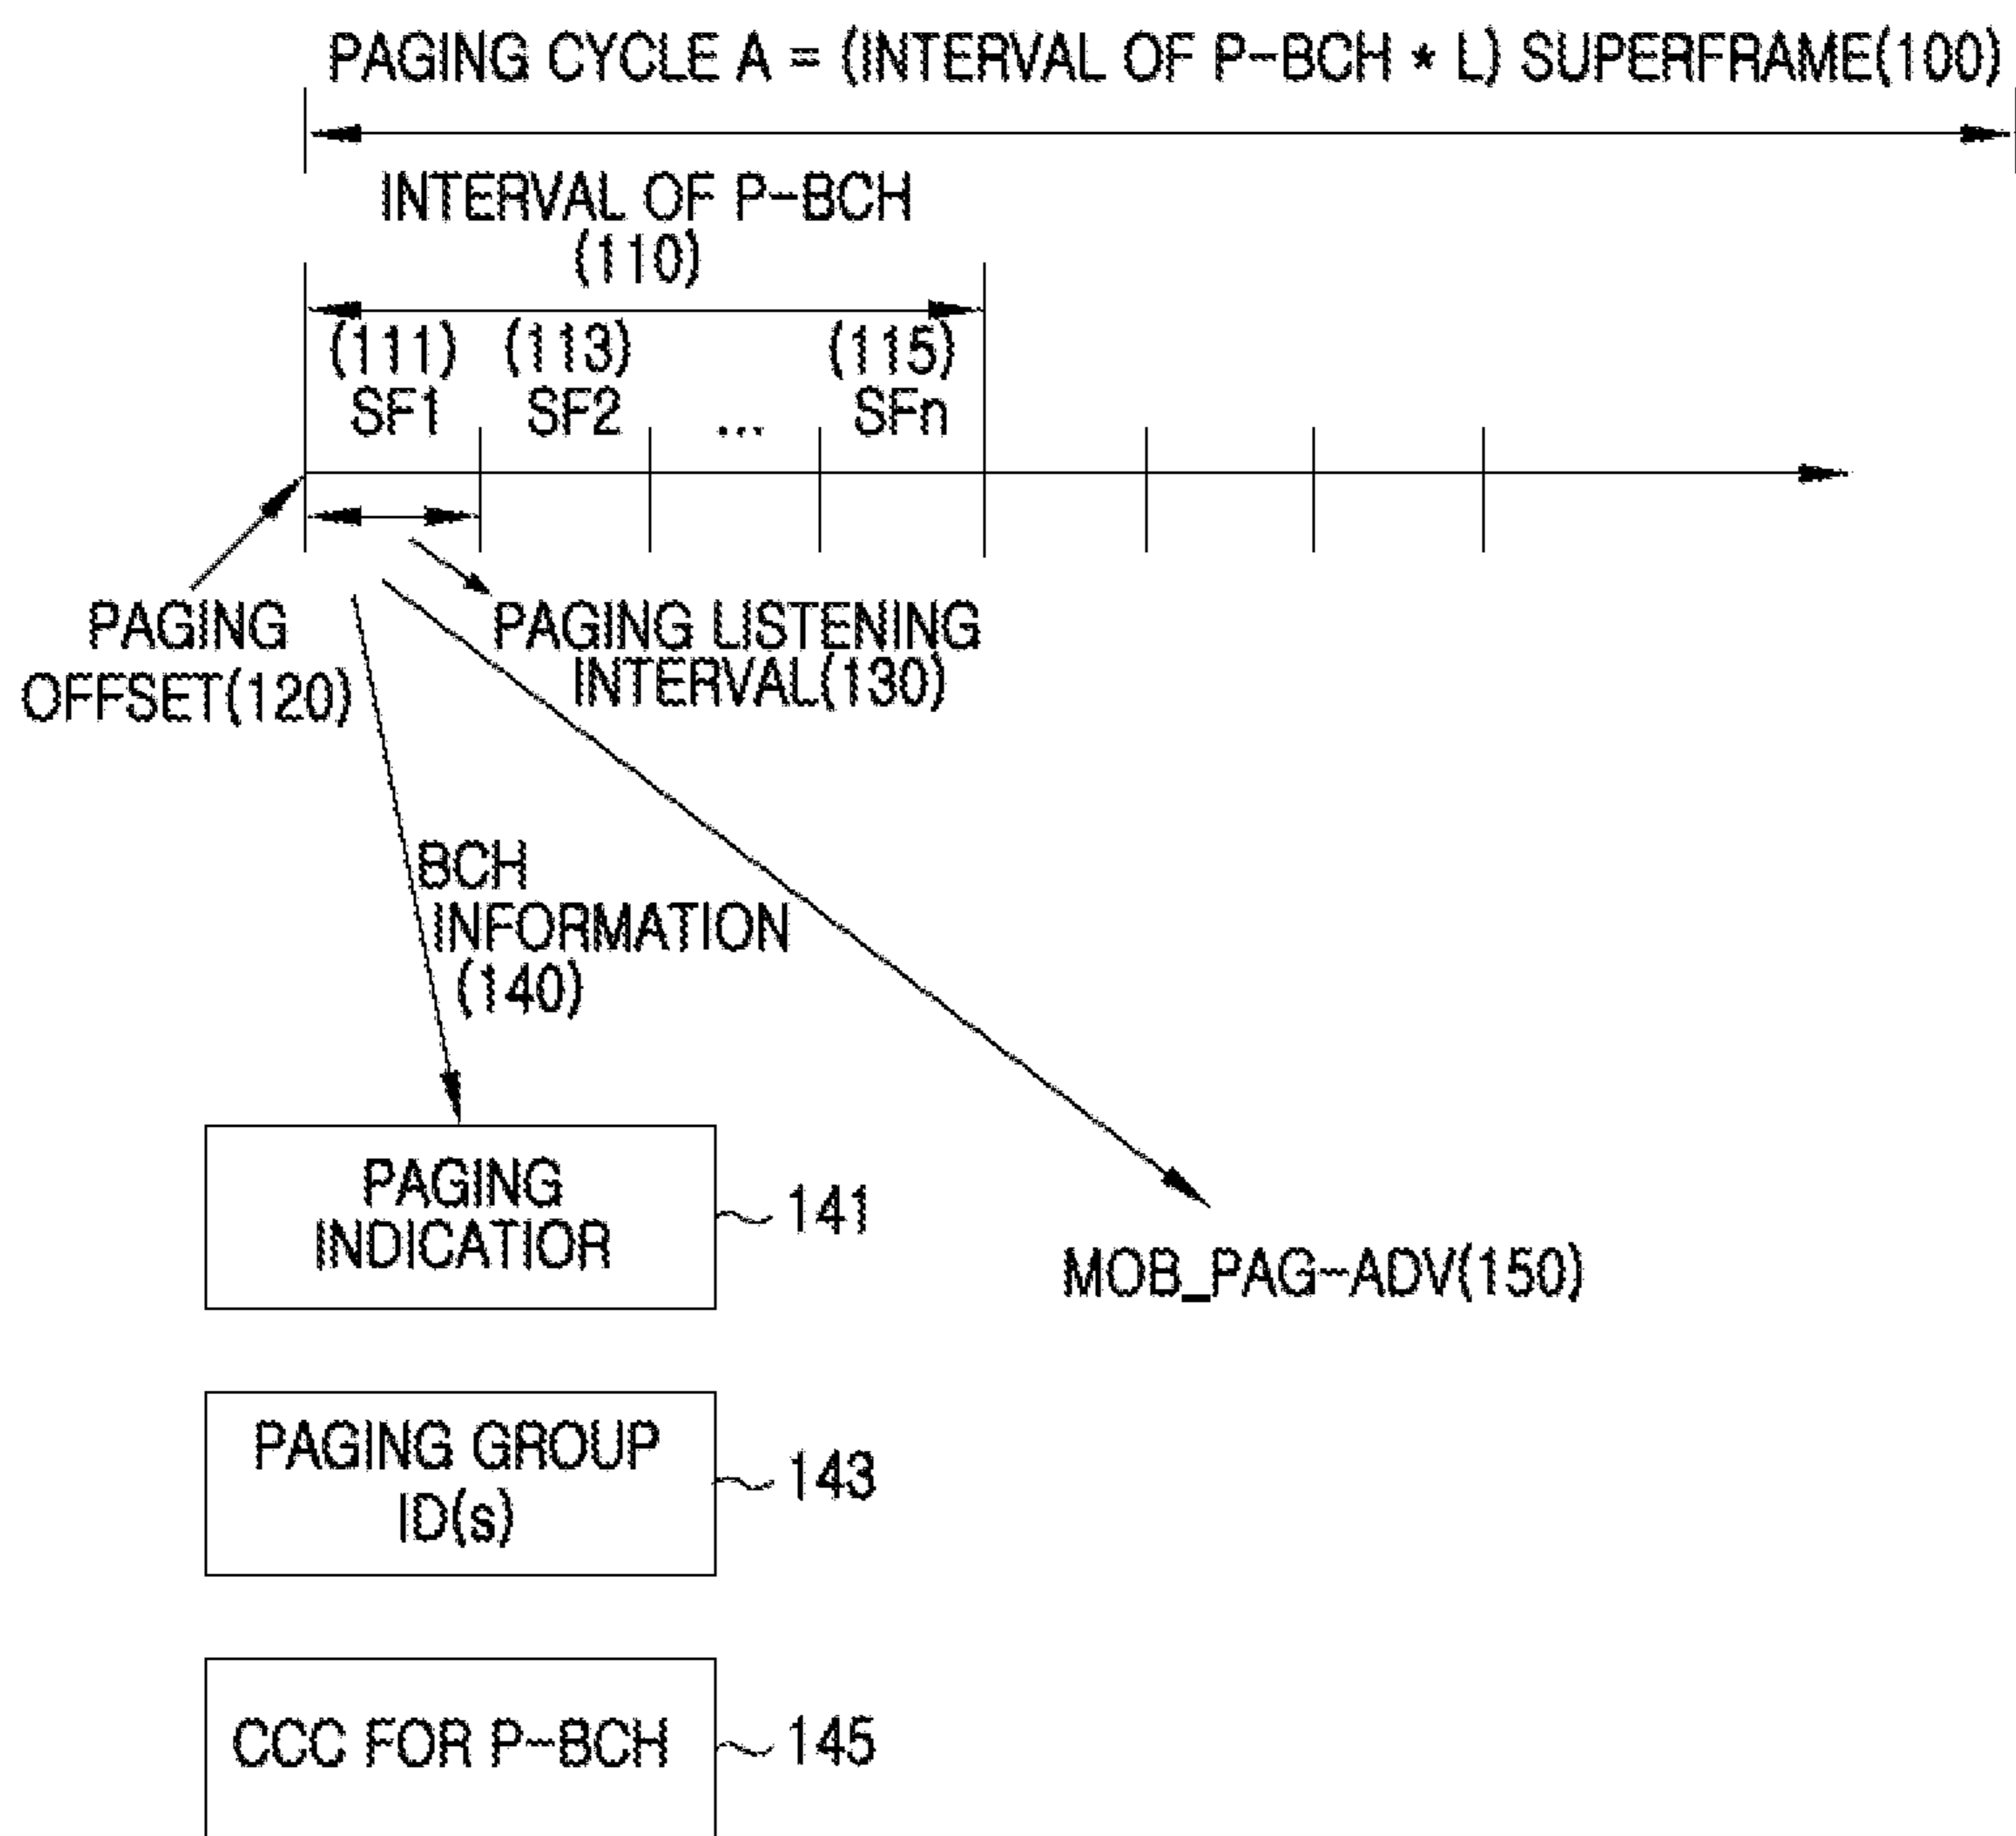 PAGING CYCLE A = (INTERVAL OF P-BCH * L) SUPERFRAME(100)
INTERVAL OF P-BCH
(110)
(111) (113) (115)
SF1 SF2 ... SFn
PAGING
OFFSET(120)
PAGING LISTENING
INTERVAL(130)
BCH
INFORMATION
(140)
PAGING
INDICATIOR
141
MOB_PAG-ADV(150)
PAGING GROUP
ID(s)
143
CCC FOR P-BCH
145